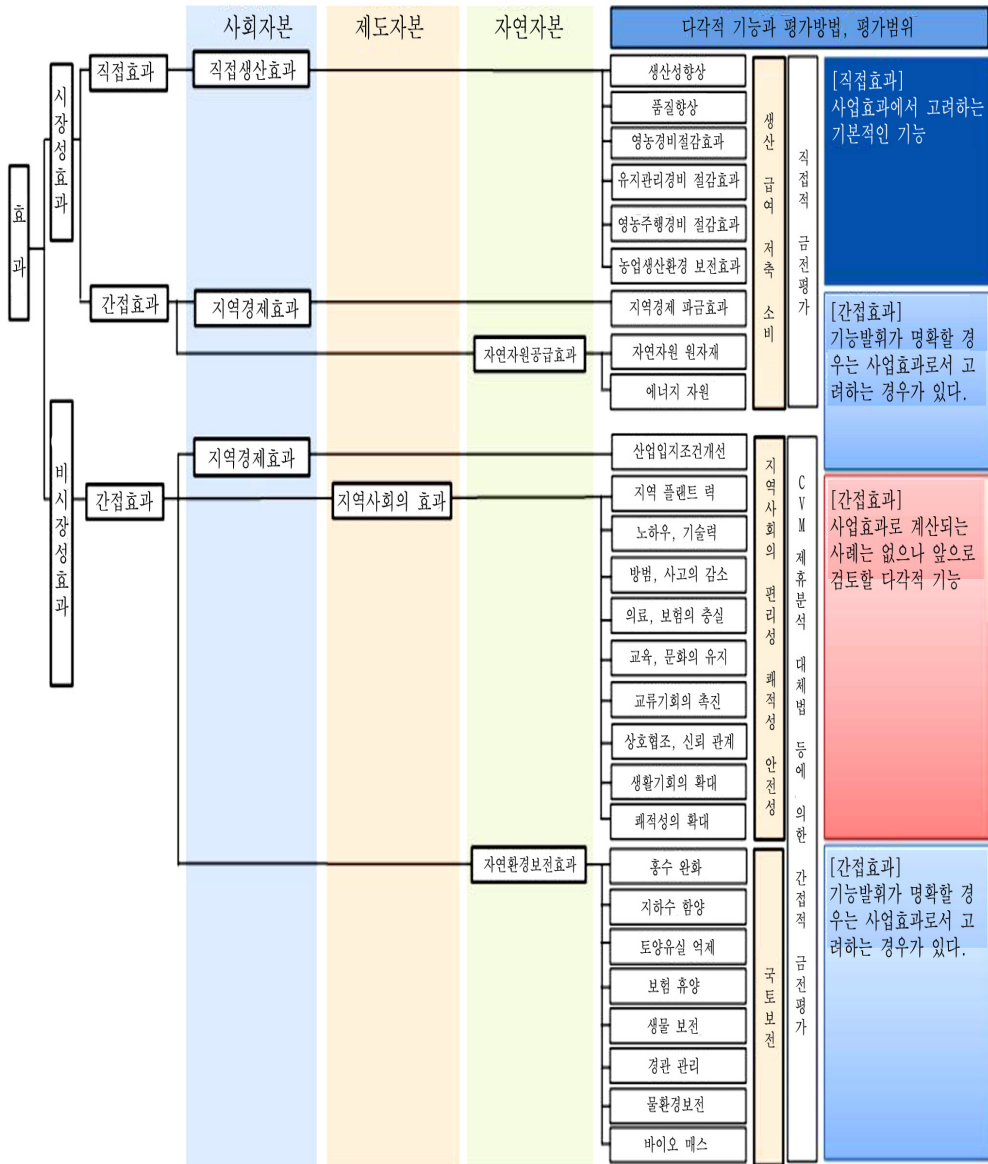 사회자본
제도자본
자연자본
다각적 기능과 평가방법, 평가범위
효과
시장성효과
직접효과
직접생산효과
생산성향상
품질향상
영농경비절감효과
유지관리경비 절감효과
영농주행경비 절감효과
농업생산환경 보전효과
간접효과
지역경제효과
지역경제 파금효과
자연자원공급효과
자연자원 원자재
에너지 자원
생산 급여 저축 소비
직접적 금전평가
[직접효과]
사업효과에서 고려하는
기본적인 기능
[간접효과]
기능발휘가 명확할 경
우는 사업효과로서 고
려하는 경우가 있다.
비시장성효과
간접효과
지역경제효과
산업입지조건개선
지역사회의 효과
지역 플랜트 력
노하우, 기술력
방범, 사고의 감소
의료, 보험의 충실
교육, 문화의 유지
교류기회의 촉진
상호협조, 신뢰 관계
생활기회의 확대
쾌적성의 확대
지역사회의 편리성 쾌적성 안전성
CVM 제휴분석 대체법 등에 의한 간접적 금전평가
[간접효과]
사업효과로 계산되는
사례는 없으나 앞으로
검토할 다각적 기능
자연환경보전효과
홍수 완화
지하수 함양
토양유실 억제
보험 휴양
생물 보전
경관 관리
물환경보전
바이오 매스
국토보전
[간접효과]
기능발휘가 명확할 경
우는 사업효과로서 고
려하는 경우가 있다.